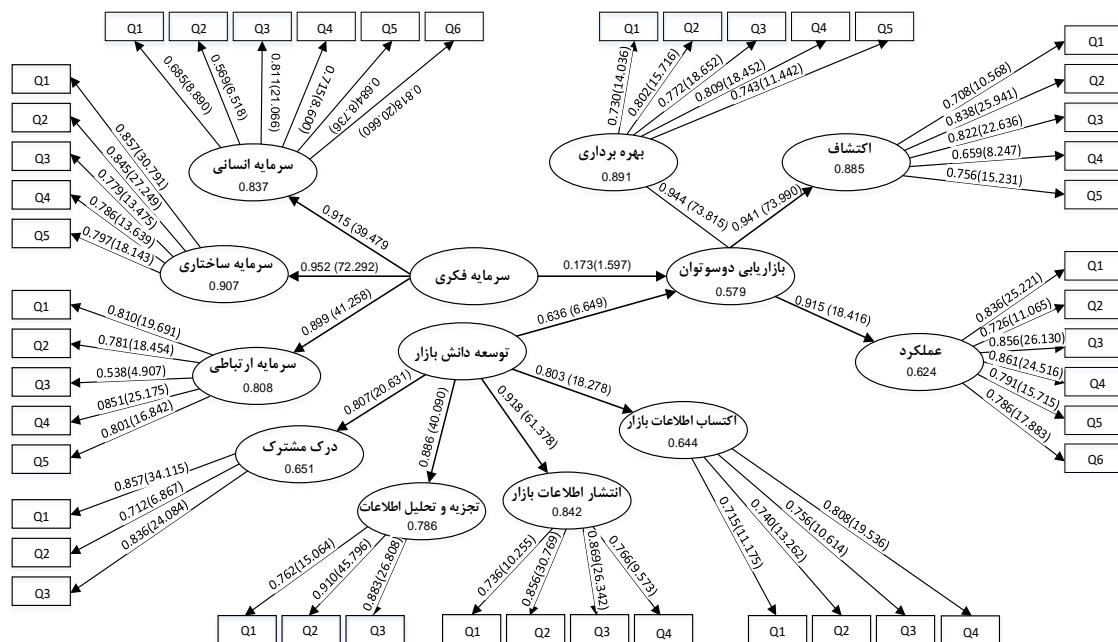 Q1 Q2 Q3 Q4 Q5 Q6
0.685(8.890)
0.569(6.518)
0.811(21.066)
0.715(8.600)
0.684(8.736)
0.818(20.660)
سرمایه انسانی
0.837
Q1 Q2 Q3 Q4 Q5
0.730(14.036)
0.802(15.716)
0.772(18.652)
0.809(18.452)
0.743(11.442)
بهره برداری
0.891
Q1
Q2
Q3
Q4
Q5
0.708(10.568)
0.838(25.941)
0.822(22.636)
0.659(8.247)
0.756(15.231)
اکتشاف
0.885
Q1
Q2
Q3
Q4
Q5
0.857(30.791)
0.845(27.249)
0.779(13.475)
0.786(13.639)
0.797(18.143)
سرمایه ساختاری
0.907
0.915 (39.479
0.952 (72.292)
0.899 (41.258)
سرمایه فکری
0.173(1.597)
0.944 (73.815)
0.941 (73.990)
بازاریابی دوسوتوان
0.579
0.636 (6.649)
0.915 (18.416)
Q1
Q2
Q3
Q4
Q5
0.810(19.691)
0.781(18.454)
0.538(4.907)
0851(25.175)
0.801(16.842)
سرمایه ارتباطی
0.808
توسعه دانش بازار
0.807(20.631)
0.886 (40.090)
0.918 (61.378)
0.803 (18.278)
عملکرد
0.624
0.836(25.221)
0.726(11.065)
0.856(26.130)
0.861(24.516)
0.791(15.715)
0.786(17.883)
Q1
Q2
Q3
Q4
Q5
Q6
درک مشترک
0.651
0.857(34.115)
0.712(6.867)
0.836(24.084)
Q1
Q2
Q3
تجزیه و تحلیل اطلاعات
0.786
0.762(15.064)
0.910(45.796)
0.883(26.808)
Q1 Q2 Q3
انتشار اطلاعات بازار
0.842
0.736(10.255)
0.856(30.769)
0.869(26.342)
0.766(9.573)
Q1 Q2 Q3 Q4
اکتساب اطلاعات بازار
0.644
0.715(11.175)
0.740(13.262)
0.756(10.614)
0.808(19.536)
Q1 Q2 Q3 Q4